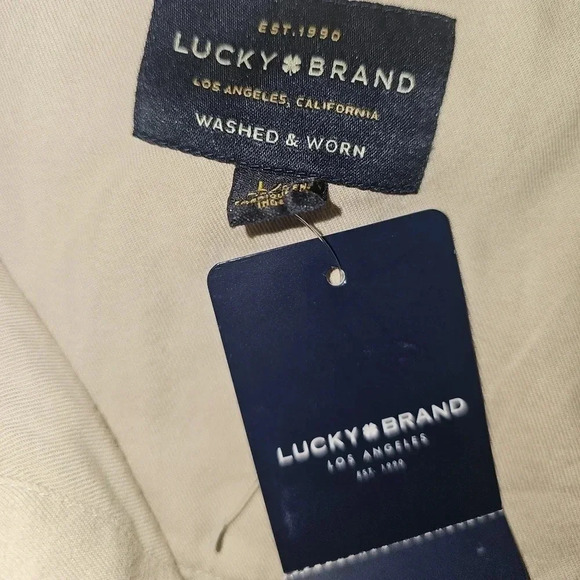 EST. 1990
LUCKY BRAND
LOS ANGELES, CALIFORNIA
WASHED & WORN
LUCKY BRAND
LOS ANGELES
EST. 1990